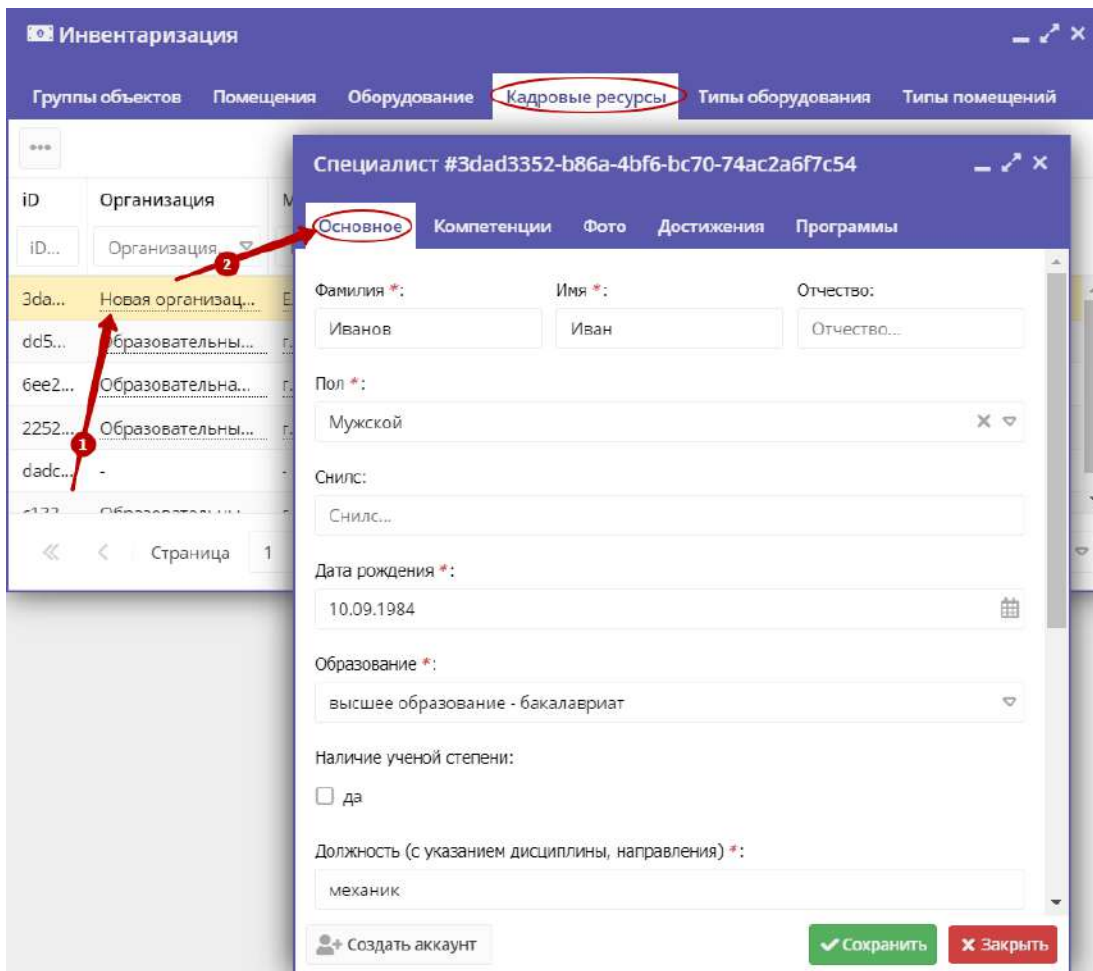 Инвентаризация
Группы объектов Помещения Оборудование Кадровые ресурсы Типы оборудования Типы помещений
Специалист #3dad3352-b86a-4bf6-bc70-74ac2a6f7c54
iD Организация
Основное Компетенции Фото Достижения Программы
iD... Организация...
2
Фамилия *: Имя *: Отчество:
3da... Новая организац...
Иванов Иван Отчество...
dd5... Образовательны... г.
6ee2... Образовательна... г.
Пол *:
Мужской
2252... Образовательны... г.
1
dadc... - -
Снилс:
Снилс...
Страница 1
Дата рождения *:
10.09.1984
Образование *:
высшее образование - бакалавриат
Наличие ученой степени:
да
Должность (с указанием дисциплины, направления) *:
механик
Создать аккаунт Сохранить Закрыть